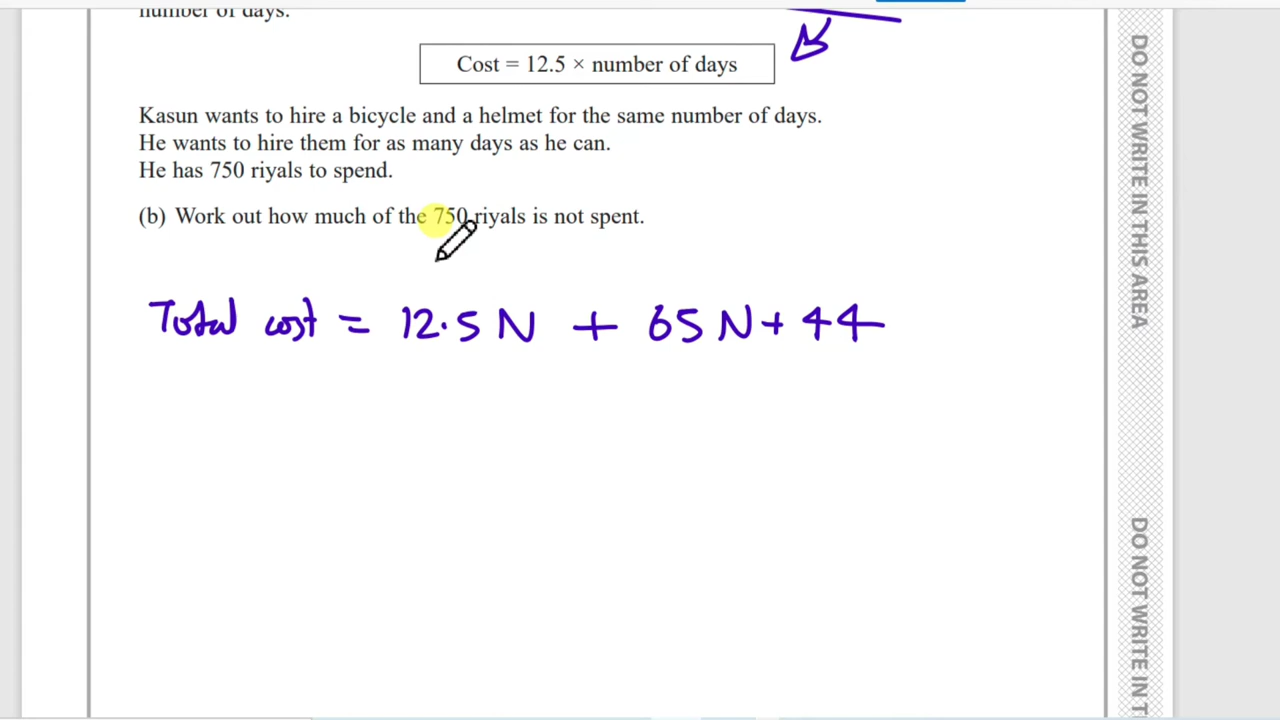 number of days.
Cost = 12.5 × number of days
Kasun wants to hire a bicycle and a helmet for the same number of days.
He wants to hire them for as many days as he can.
He has 750 riyals to spend.
(b) Work out how much of the 750 riyals is not spent.
Total cost = 12.5 N + 65 N + 44
DO NOT WRITE IN THIS AREA
DO NOT WRITE IN T